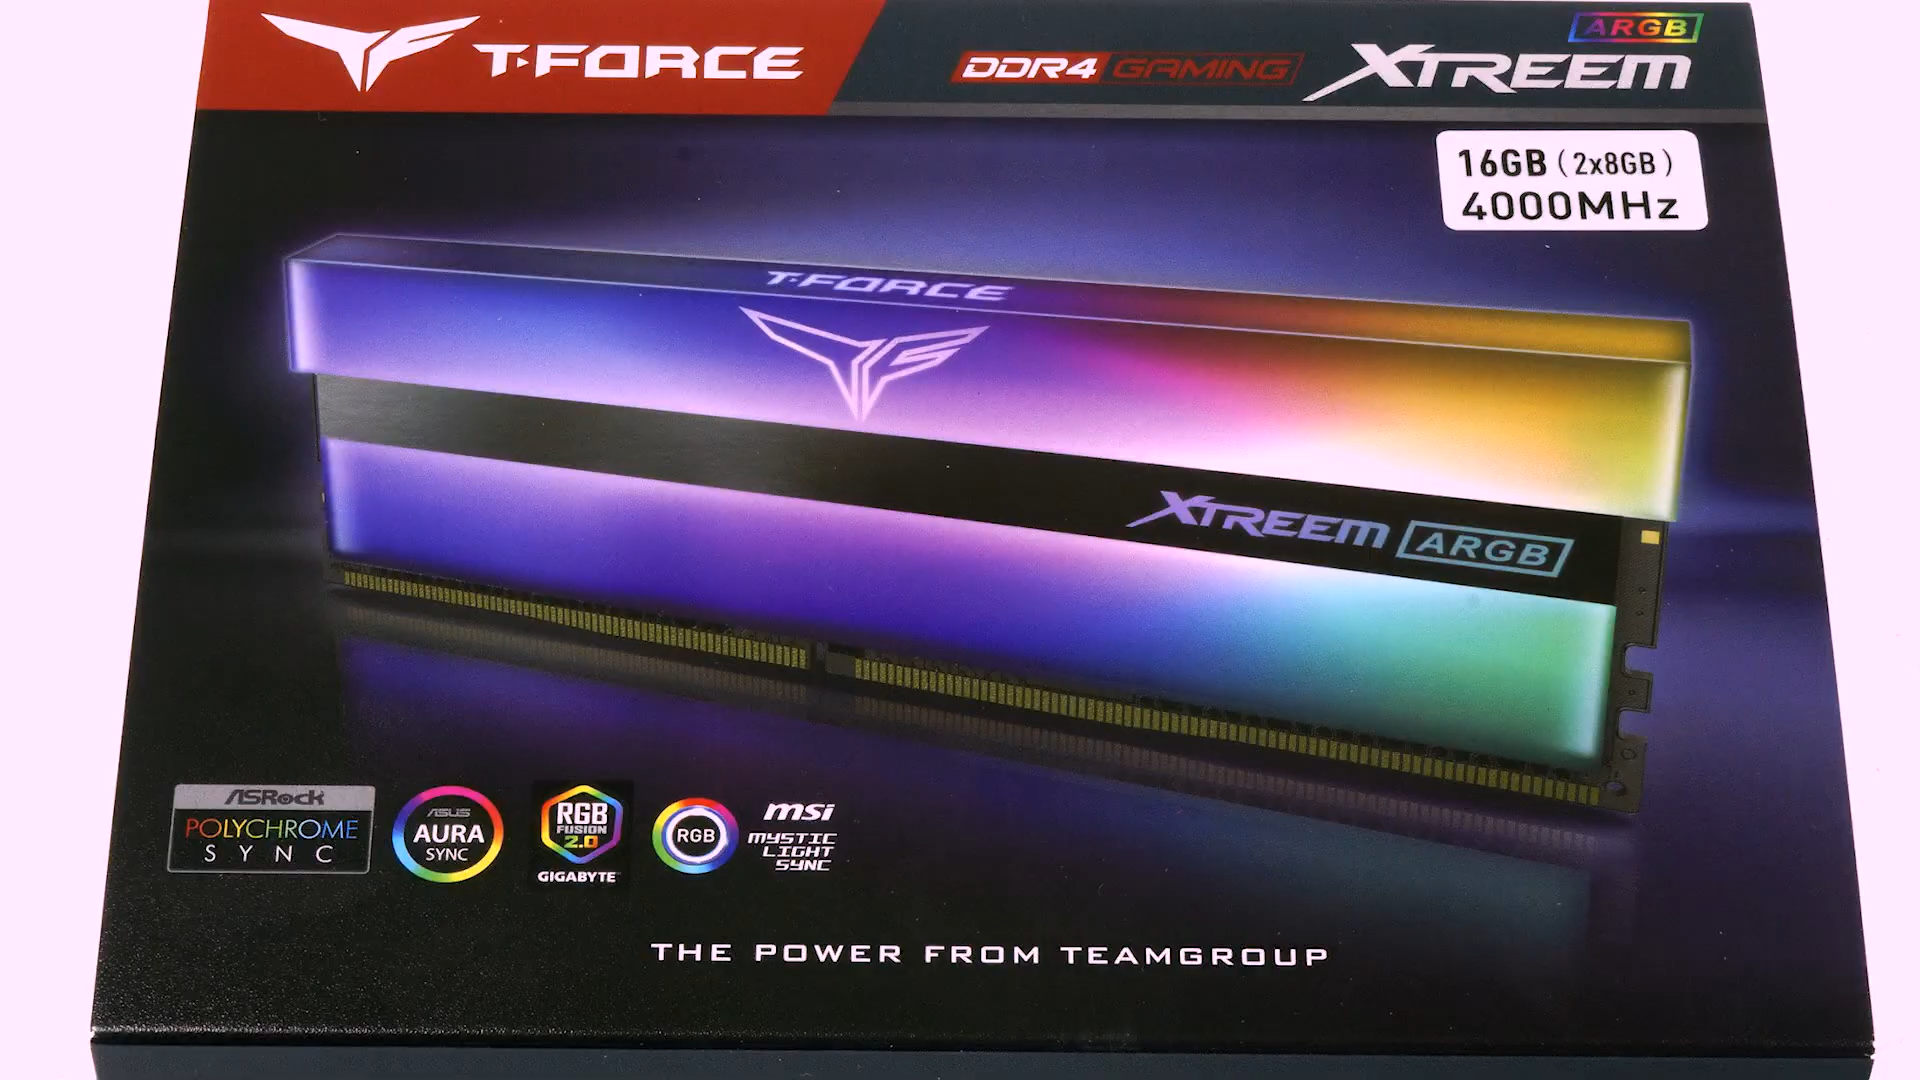 T-FORCE
DDR4 GAMING
XTREEM
ARGB
16GB (2x8GB)
4000MHz
T-FORCE
XTREEM ARGB
ASRock
POLYCHROME
SYNC
ASUS
AURA
SYNC
RGB
FUSION
2.0
GIGABYTE
RGB
msi
MYSTIC
LIGHT
SYNC
THE POWER FROM TEAMGROUP